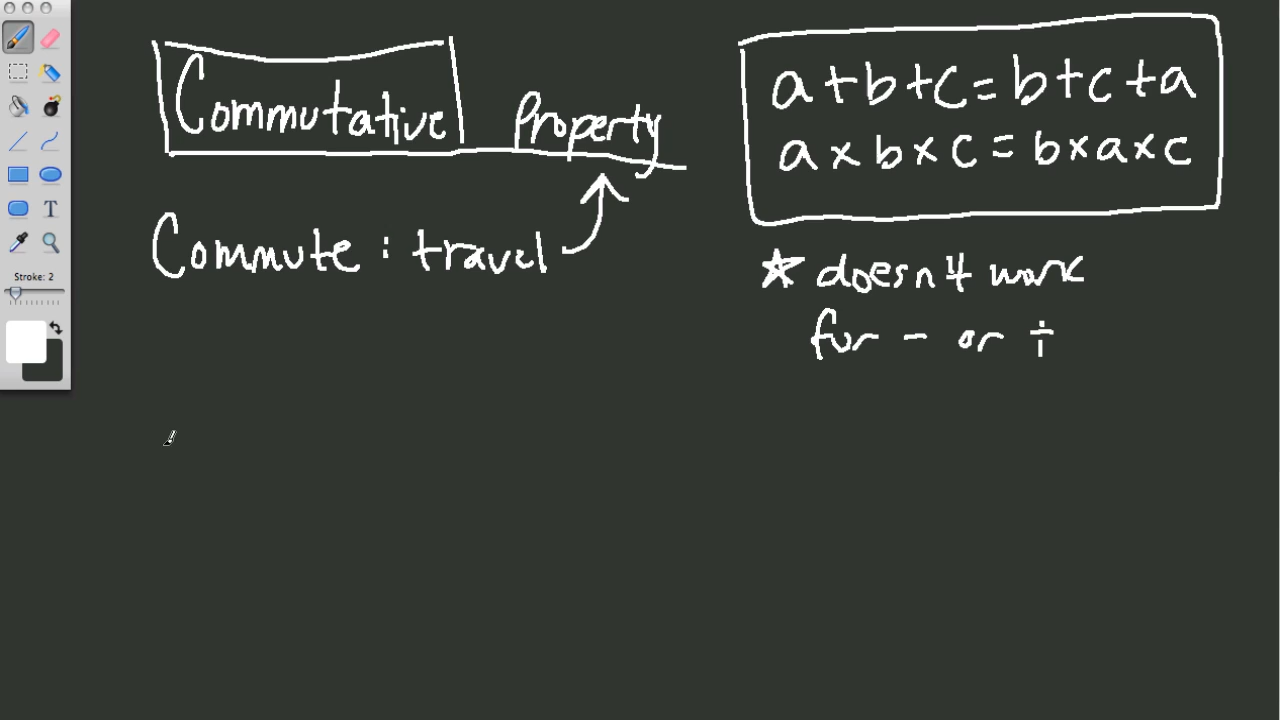 Commutative Property
Commute : travel
a+b+c=b+c+a
a×b×c=b×a×c
* doesn't work
for - or ÷
T
Stroke: 2